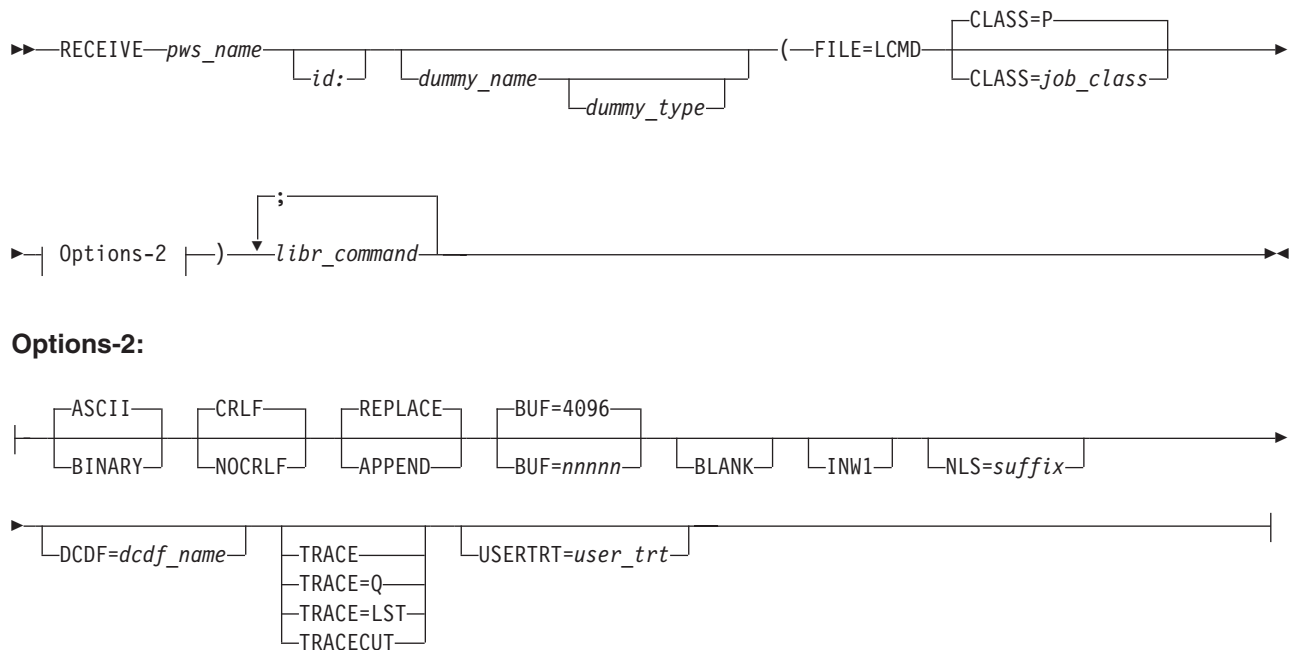 CLASS=P
RECEIVE pws_name ( FILE=LCMD
id: dummy_name CLASS=job_class
dummy_type
;
Options-2 ) libr_command
Options-2:
ASCII CRLF REPLACE BUF=4096
BINARY NOCRLF APPEND BUF=nnnnn BLANK INW1 NLS=suffix
DCDF=dcdf_name TRACE USERTRT=user_trt
TRACE=Q
TRACE=LST
TRACECUT